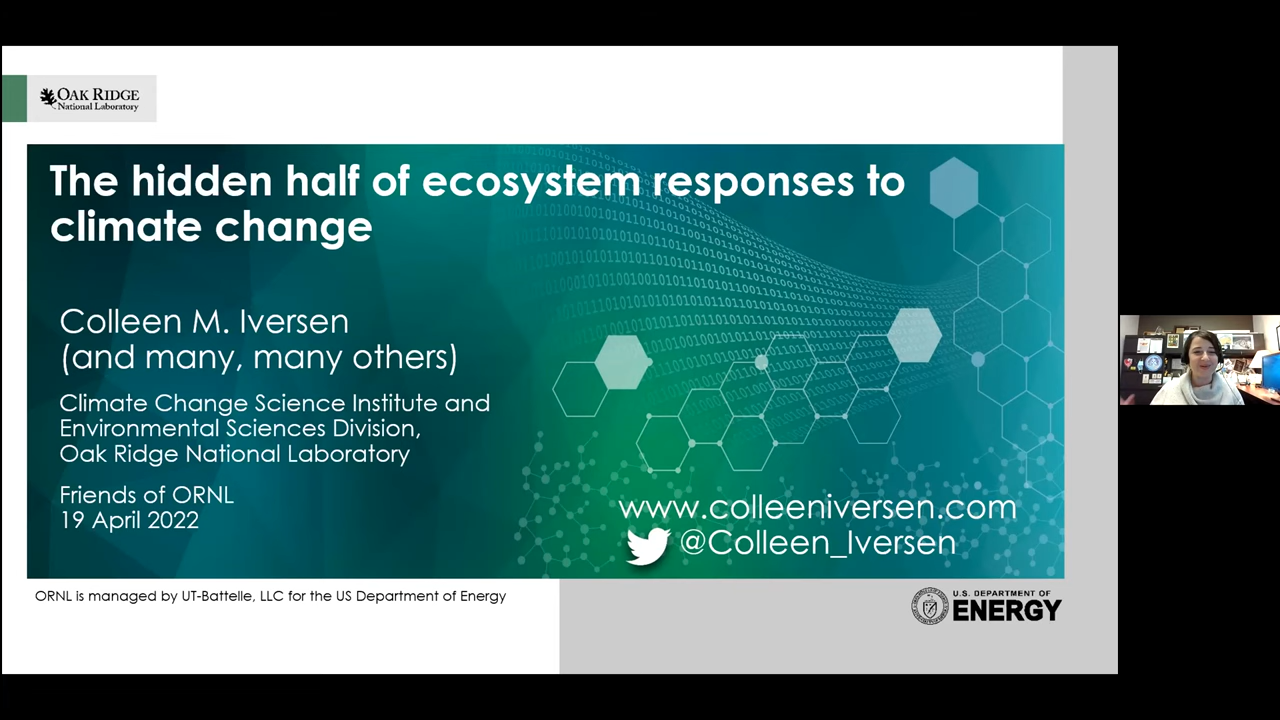 OAK RIDGE
National Laboratory
The hidden half of ecosystem responses to
climate change
Colleen M. Iversen
(and many, many others)
Climate Change Science Institute and
Environmental Sciences Division,
Oak Ridge National Laboratory
Friends of ORNL
19 April 2022
www.colleeniversen.com
@Colleen_Iversen
ORNL is managed by UT-Battelle, LLC for the US Department of Energy
U.S. DEPARTMENT OF
ENERGY